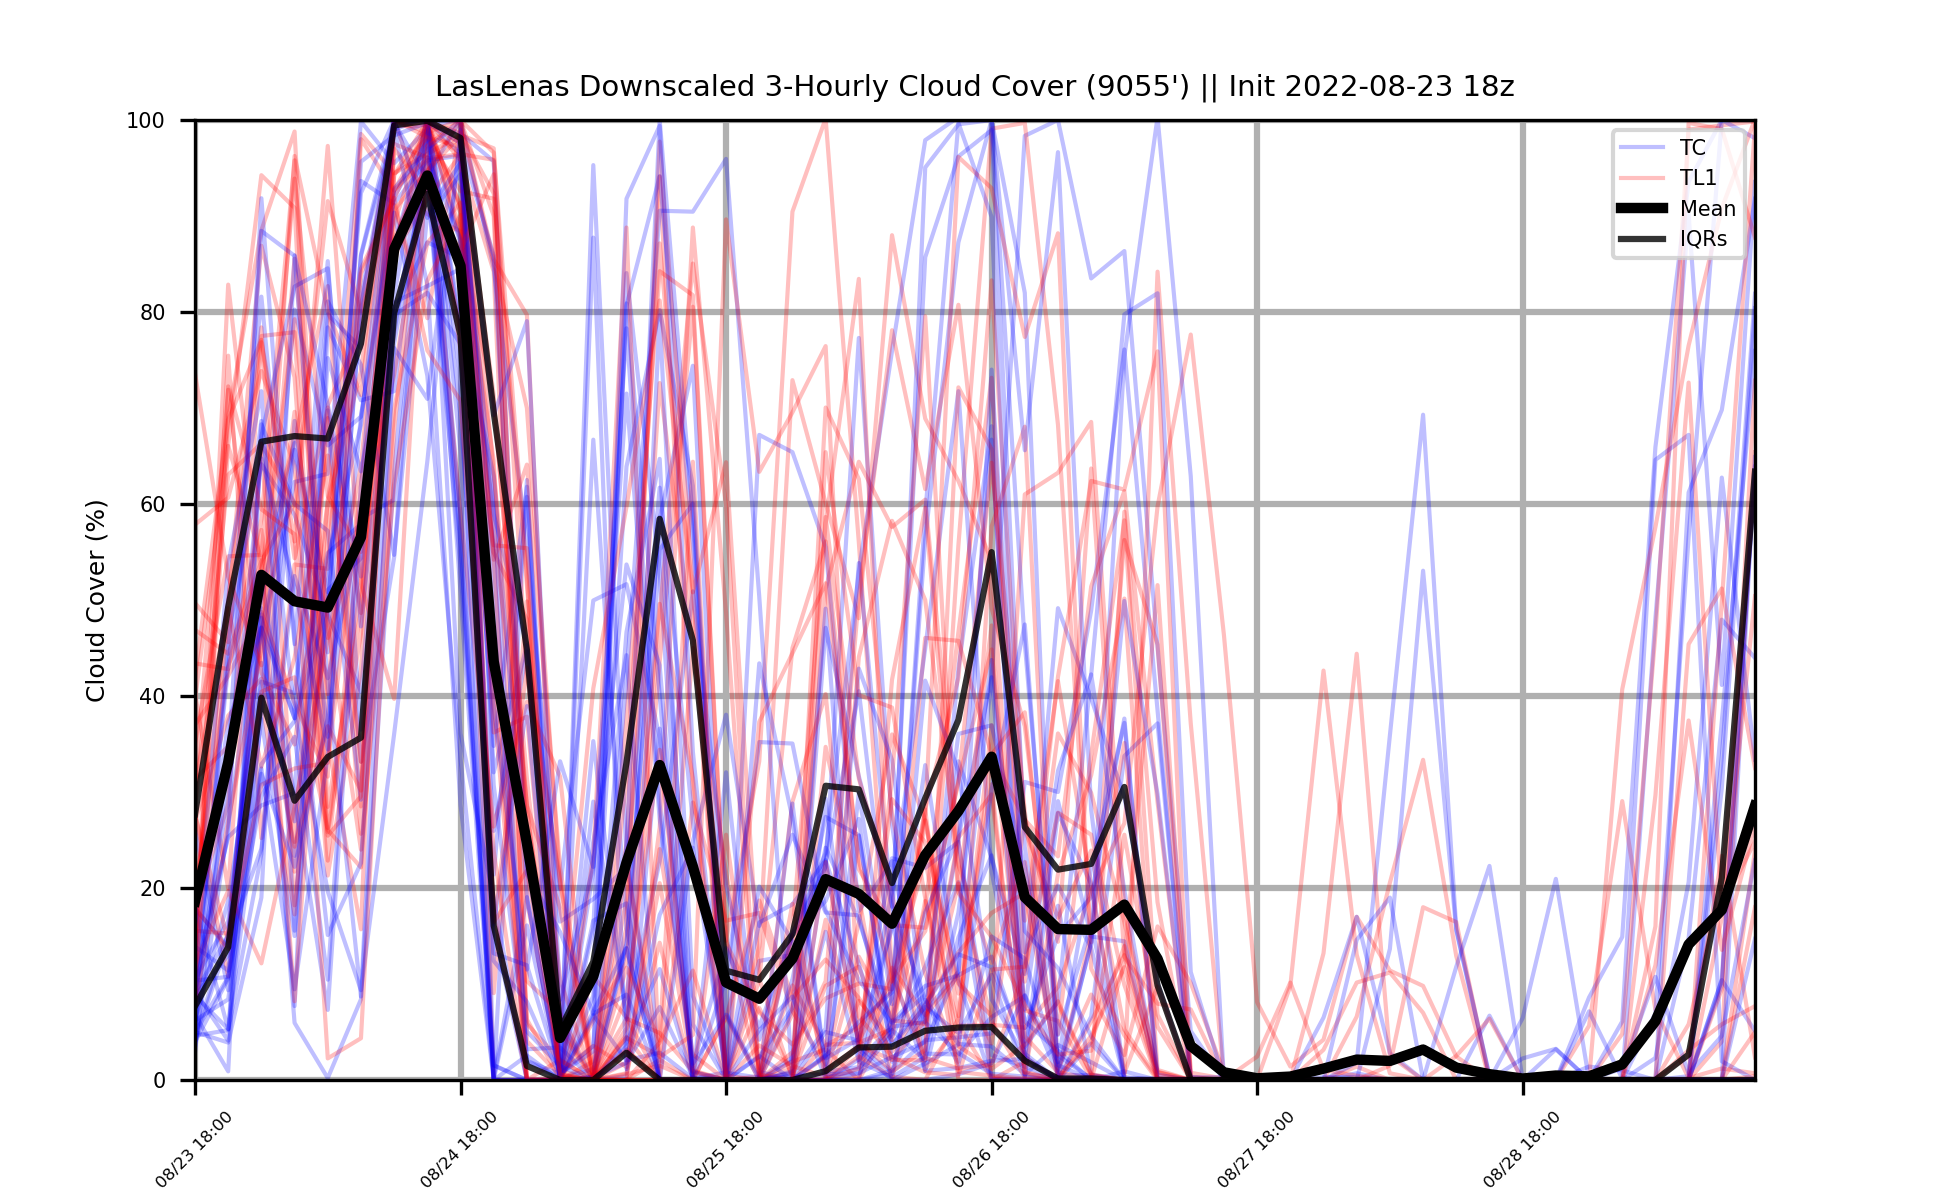 LasLenas Downscaled 3-Hourly Cloud Cover (9055') || Init 2022-08-23 18z
Cloud Cover (%)
100
80
60
40
20
0
TC
TL1
Mean
IQRs
08/23 18:00
08/24 18:00
08/25 18:00
08/26 18:00
08/27 18:00
08/28 18:00